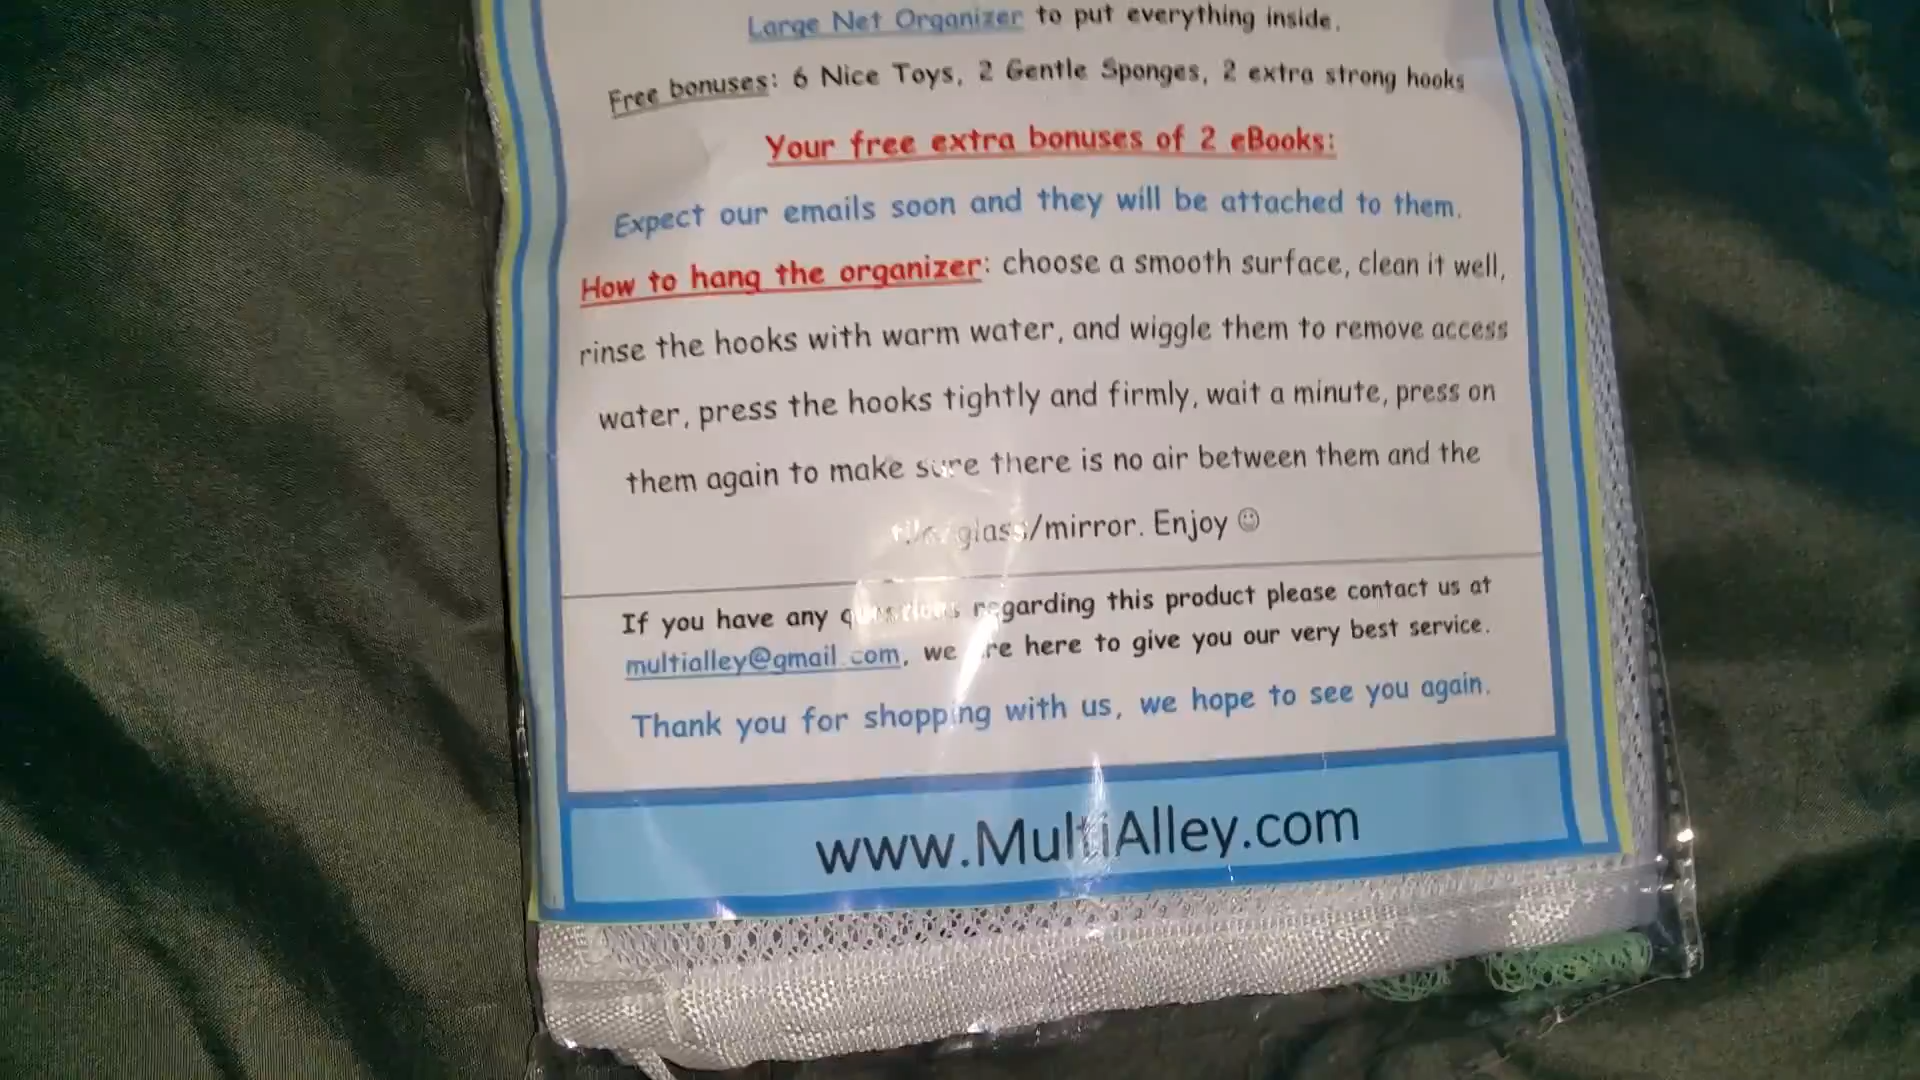 Large Net Organizer to put everything inside.
Free bonuses: 6 Nice Toys, 2 Gentle Sponges, 2 extra strong hooks
Your free extra bonuses of 2 eBooks:
Expect our emails soon and they will be attached to them.
How to hang the organizer: choose a smooth surface, clean it well,
rinse the hooks with warm water, and wiggle them to remove access
water, press the hooks tightly and firmly, wait a minute, press on
them again to make sure there is no air between them and the
tile/glass/mirror. Enjoy ☺
If you have any questions regarding this product please contact us at
multialley@gmail.com, we are here to give you our very best service.
Thank you for shopping with us, we hope to see you again.
www.MultiAlley.com